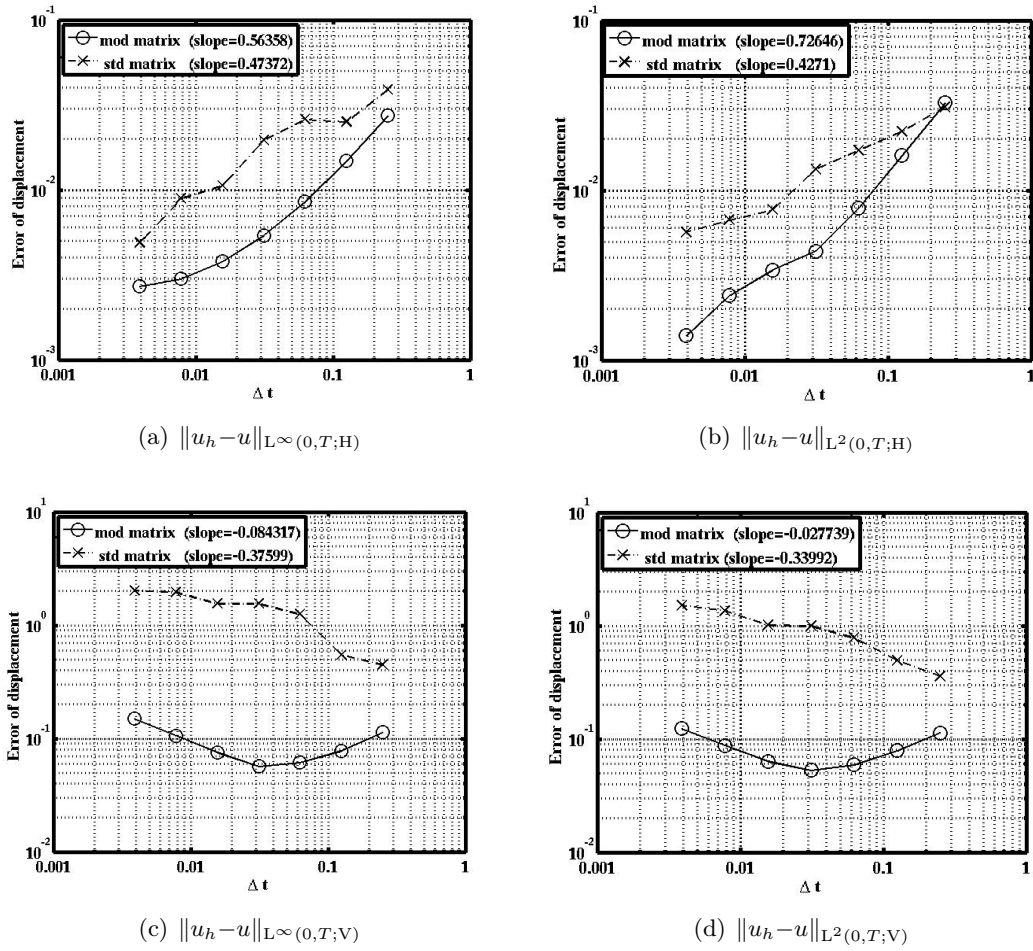 10^{-1}
mod matrix (slope=0.56358)
std matrix (slope=0.47372)
Error of displacement
10^{-2}
10^{-3}
0.001 0.01 0.1 1
Δ t
(a) ‖u_h−u‖_{L^∞(0,T;H)}
10^{-1}
mod matrix (slope=0.72646)
std matrix (slope=0.4271)
Error of displacement
10^{-2}
10^{-3}
0.001 0.01 0.1 1
Δ t
(b) ‖u_h−u‖_{L^2(0,T;H)}
10^1
mod matrix (slope=-0.084317)
std matrix (slope=-0.37599)
Error of displacement
10^0
10^{-1}
10^{-2}
0.001 0.01 0.1 1
Δ t
(c) ‖u_h−u‖_{L^∞(0,T;V)}
10^1
mod matrix (slope=-0.027739)
std matrix (slope=-0.33992)
Error of displacement
10^0
10^{-1}
10^{-2}
0.001 0.01 0.1 1
Δ t
(d) ‖u_h−u‖_{L^2(0,T;V)}